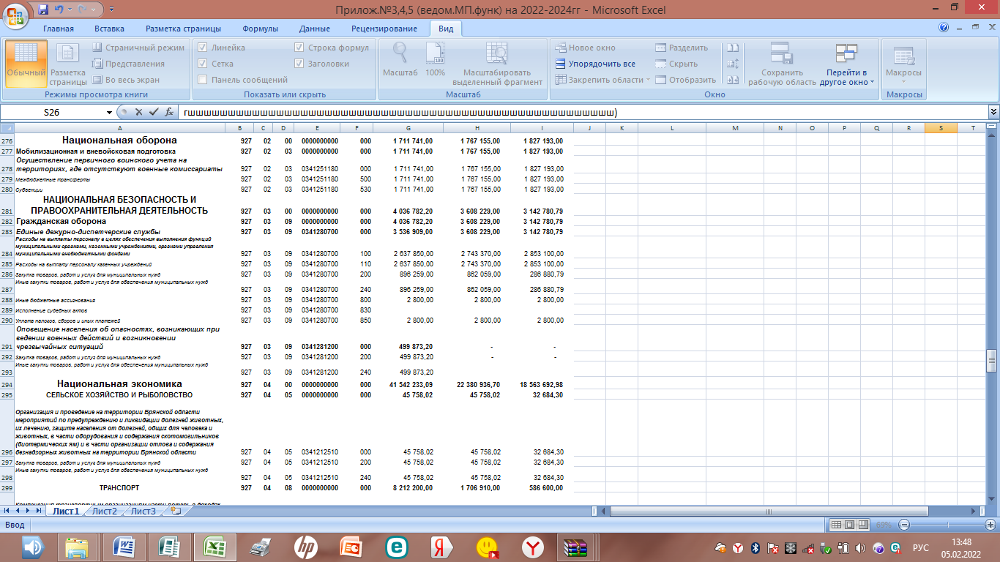 Прилож.№3,4,5 (ведом.МП.функ) на 2022-2024гг - Microsoft Excel
Главная Вставка Разметка страницы Формулы Данные Рецензирование Вид
Обычный Разметка страницы Страничный режим Представления Во весь экран
Линейка Строка формул
Сетка Заголовки
Панель сообщений
Масштаб 100% Масштабировать выделенный фрагмент
Новое окно Разделить
Упорядочить все Скрыть
Закрепить области Отобразить
Сохранить рабочую область Перейти в другое окно Макросы
Режимы просмотра книги Показать или скрыть Масштаб Окно Макросы
S26
A B C D E F G H I J K L M N O P Q R S T
276 Национальная оборона 927 02 00 0000000000 000 1 711 741,00 1 767 155,00 1 827 193,00
277 Мобилизационная и вневойсковая подготовка 927 02 03 0000000000 000 1 711 741,00 1 767 155,00 1 827 193,00
Осуществление первичного воинского учета на
278 территориях, где отсутствуют военные комиссариаты 927 02 03 0341251180 000 1 711 741,00 1 767 155,00 1 827 193,00
279 Межбюджетные трансферты 927 02 03 0341251180 500 1 711 741,00 1 767 155,00 1 827 193,00
280 Субвенции 927 02 03 0341251180 530 1 711 741,00 1 767 155,00 1 827 193,00
НАЦИОНАЛЬНАЯ БЕЗОПАСНОСТЬ И
281 ПРАВООХРАНИТЕЛЬНАЯ ДЕЯТЕЛЬНОСТЬ 927 03 00 0000000000 000 4 036 782,20 3 608 229,00 3 142 780,79
282 Гражданская оборона 927 03 09 0000000000 000 4 036 782,20 3 608 229,00 3 142 780,79
283 Единые дежурно-диспетчерские службы 927 03 09 0341280700 000 3 536 909,00 3 608 229,00 3 142 780,79
Расходы на выплаты персоналу в целях обеспечения выполнения функций
муниципальными органами, казенными учреждениями, органами управления
284 муниципальными внебюджетными фондами 927 03 09 0341280700 100 2 637 850,00 2 743 370,00 2 853 100,00
285 Расходы на выплату персоналу казенных учреждений 927 03 09 0341280700 110 2 637 850,00 2 743 370,00 2 853 100,00
286 Закупка товаров, работ и услуг для муниципальных нужд 927 03 09 0341280700 200 896 259,00 862 059,00 286 880,79
Иные закупки товаров, работ и услуг для обеспечения муниципальных нужд
287 927 03 09 0341280700 240 896 259,00 862 059,00 286 880,79
288 Иные бюджетные ассигнования 927 03 09 0341280700 800 2 800,00 2 800,00 2 800,00
289 Исполнение судебных актов 927 03 09 0341280700 830
290 Уплата налогов, сборов и иных платежей 927 03 09 0341280700 850 2 800,00 2 800,00 2 800,00
Оповещение населения об опасностях, возникающих при
ведении военных действий и возникновении
291 чрезвычайных ситуаций 927 03 09 0341281200 000 499 873,20 - -
292 Закупка товаров, работ и услуг для муниципальных нужд 927 03 09 0341281200 200 499 873,20 - -
Иные закупки товаров, работ и услуг для обеспечения муниципальных нужд
293 927 03 09 0341281200 240 499 873,20
294 Национальная экономика 927 04 00 0000000000 000 41 542 233,09 22 380 936,70 18 563 692,98
295 СЕЛЬСКОЕ ХОЗЯЙСТВО И РЫБОЛОВСТВО 927 04 05 0000000000 000 45 758,02 45 758,02 32 684,30
Организация и проведение на территории Брянской области
мероприятий по предупреждению и ликвидации болезней животных,
их лечению, защите населения от болезней, общих для человека и
животных, в части оборудования и содержания скотомогильников
(биотермических ям) и в части организации отлова и содержания
296 безнадзорных животных на территории Брянской области 927 04 05 0341212510 000 45 758,02 45 758,02 32 684,30
297 Закупка товаров, работ и услуг для муниципальных нужд 927 04 05 0341212510 200 45 758,02 45 758,02 32 684,30
Иные закупки товаров, работ и услуг для обеспечения муниципальных нужд
298 927 04 05 0341212510 240 45 758,02 45 758,02 32 684,30
299 ТРАНСПОРТ 927 04 08 0000000000 000 8 212 200,00 1 706 910,00 586 600,00
Лист1 Лист2 Лист3
Ввод 69%
РУС 13:48
05.02.2022